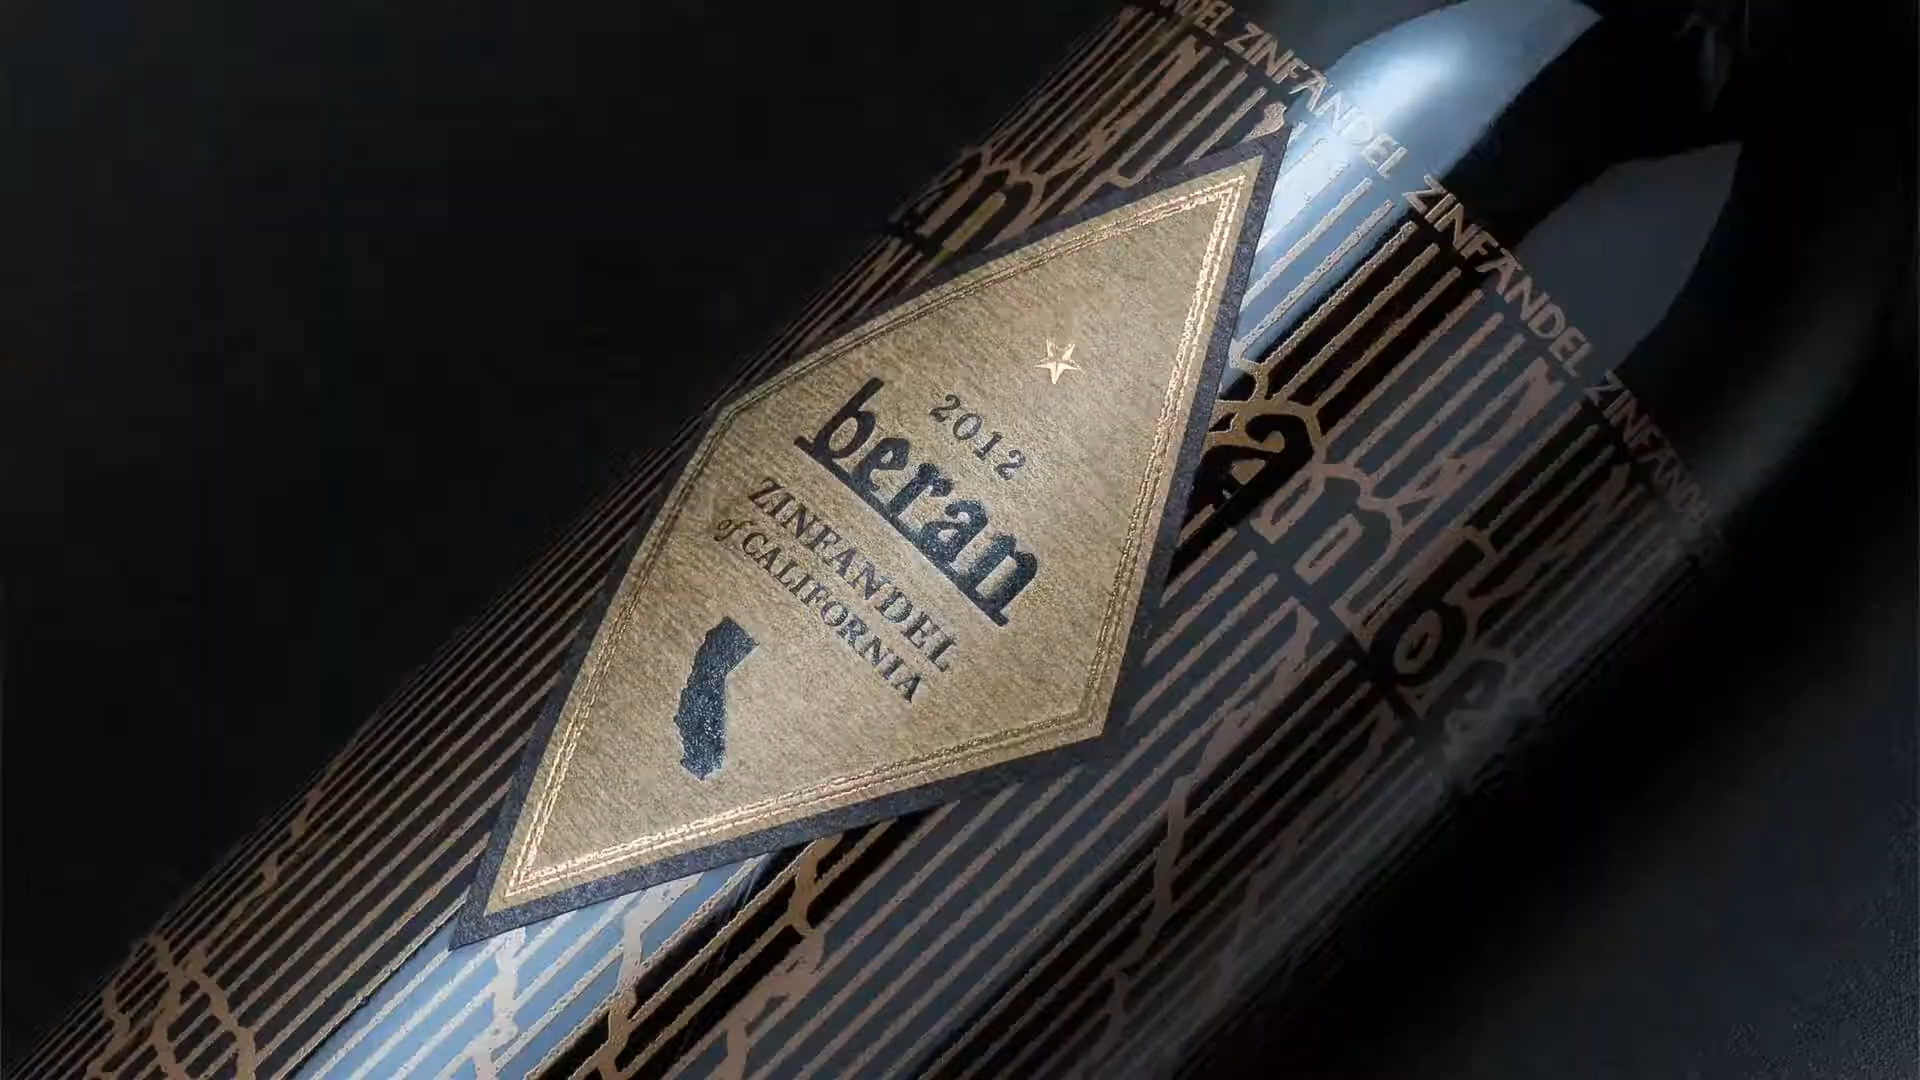 ZINFANDEL ZINFANDEL ZINFANDEL
2012
beran
ZINFANDEL
of CALIFORNIA